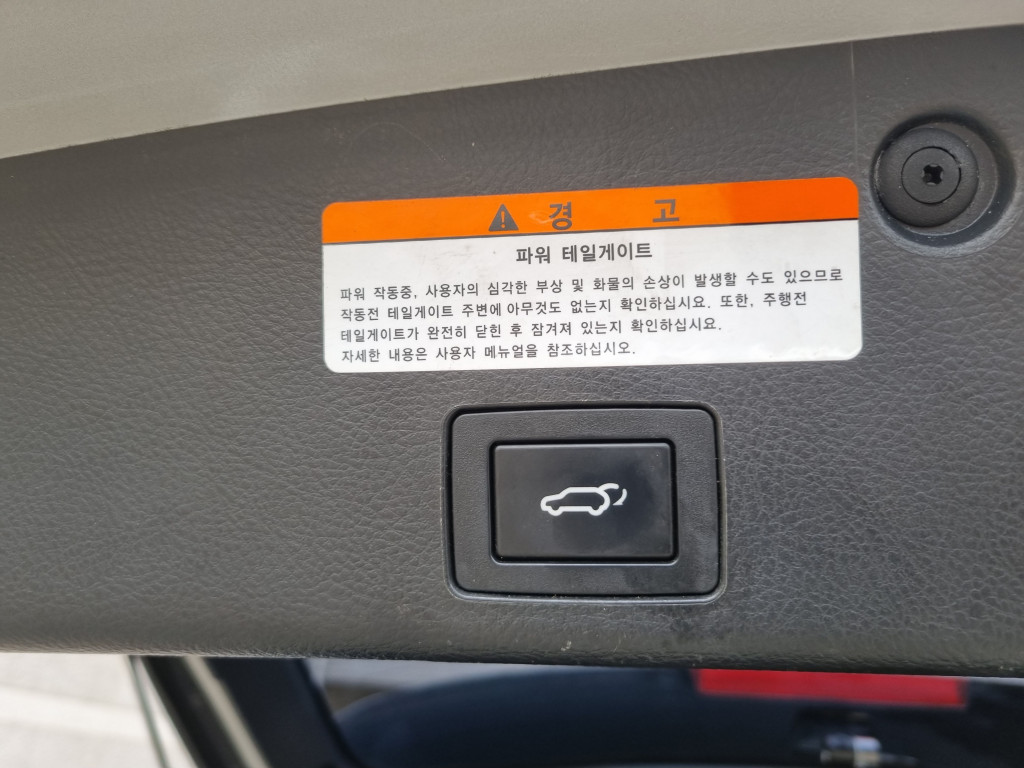 경 고
파워 테일게이트
파워 작동중, 사용자의 심각한 부상 및 화물의 손상이 발생할 수도 있으므로
작동전 테일게이트 주변에 아무것도 없는지 확인하십시요. 또한, 주행전
테일게이트가 완전히 닫힌 후 잠겨져 있는지 확인하십시요.
자세한 내용은 사용자 메뉴얼을 참조하십시오.